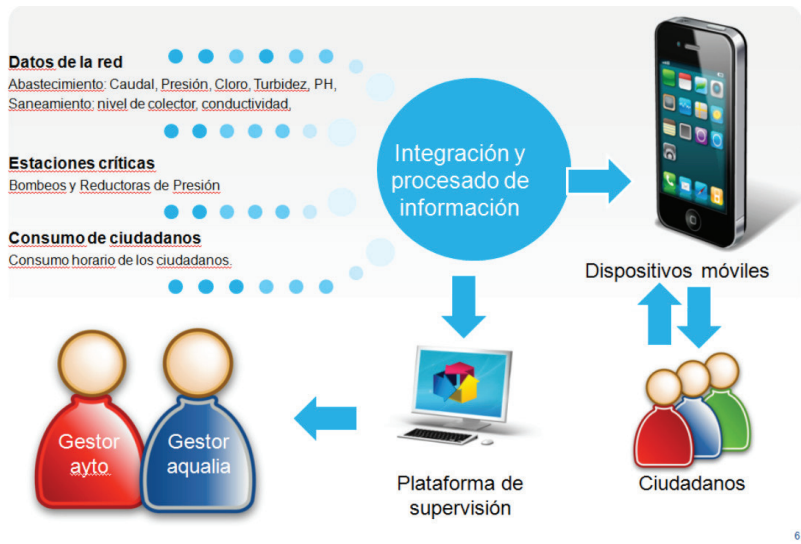 Datos de la red
Abastecimiento: Caudal, Presión, Cloro, Turbidez, PH,
Saneamiento: nivel de colector, conductividad,
Estaciones críticas
Bombeos y Reductoras de Presión
Consumo de ciudadanos
Consumo horario de los ciudadanos.
Integración y
procesado de
información
Dispositivos móviles
Gestor
ayto
Gestor
aqualia
Plataforma de
supervisión
Ciudadanos
6